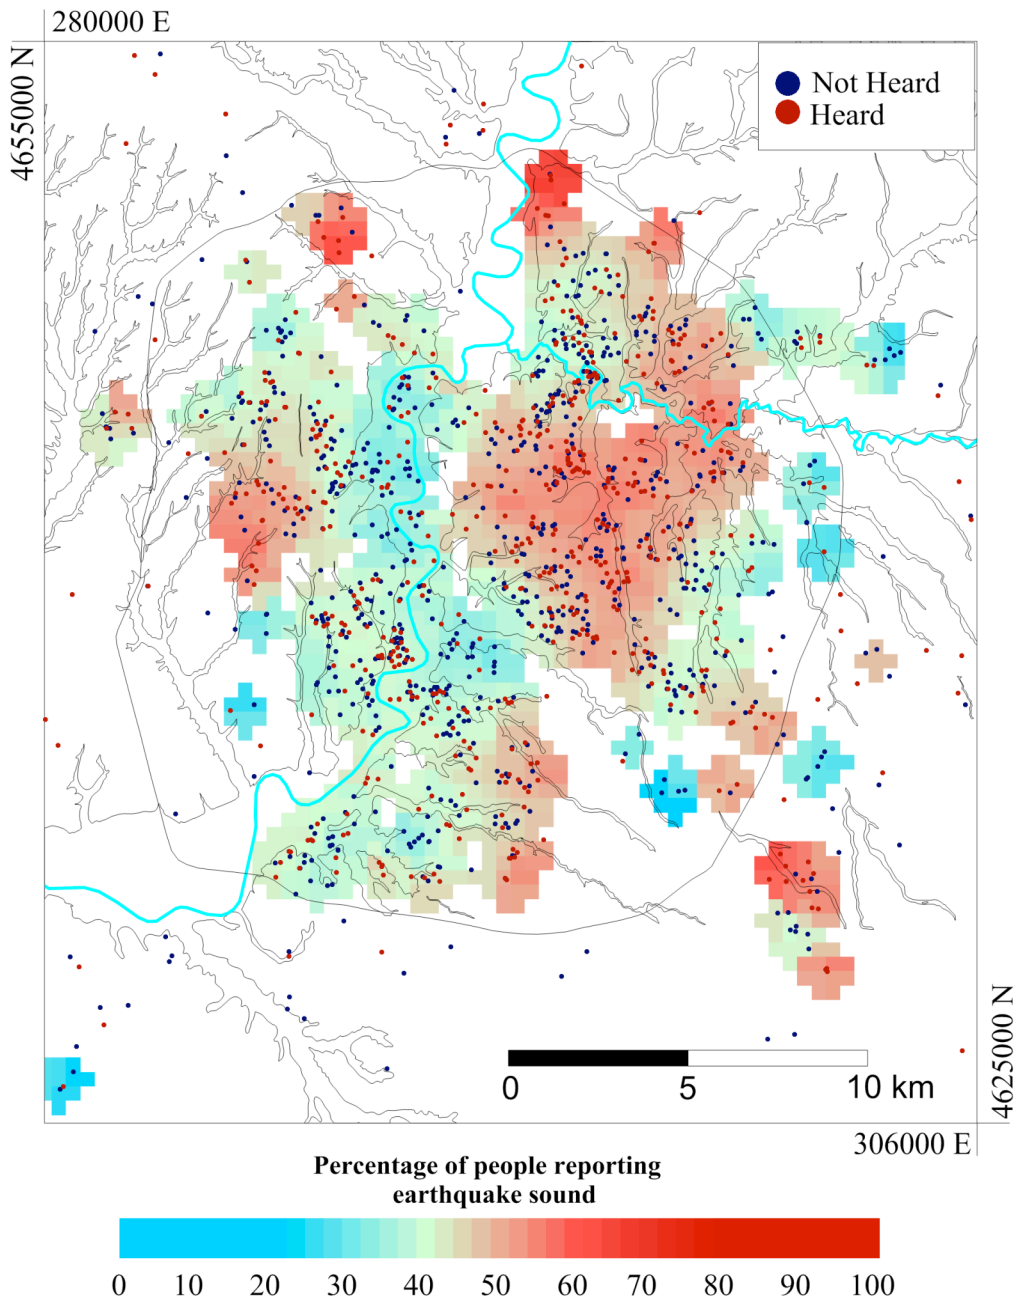 280000 E
4655000 N
Not Heard
Heard
4625000 N
0 5 10 km
306000 E
Percentage of people reporting
earthquake sound
0 10 20 30 40 50 60 70 80 90 100